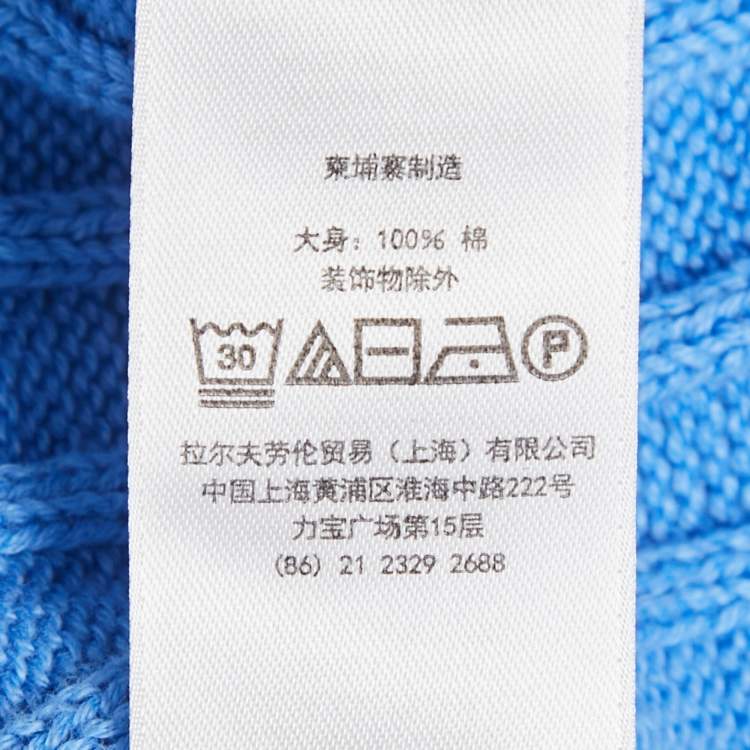 柬埔寨制造
大身：100% 棉
装饰物除外
30 P
拉尔夫劳伦贸易（上海）有限公司
中国上海黄浦区淮海中路222号
力宝广场第15层
(86) 21 2329 2688